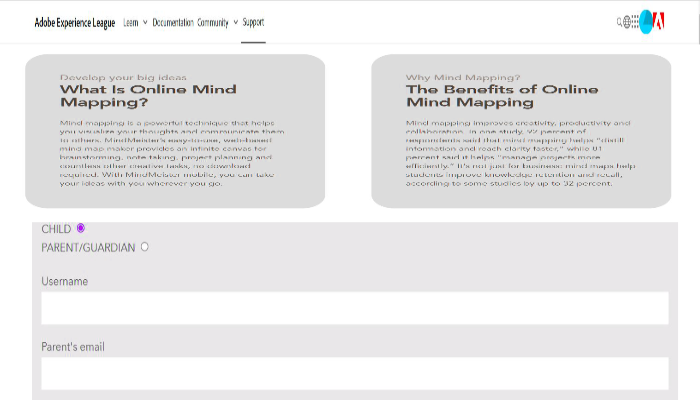 Adobe Experience League Learn Documentation Community Support
Develop your big ideas
What Is Online Mind
Mapping?
Mind mapping is a powerful technique that helps
you visualize your thoughts and communicate them
to others. MindMeister's easy-to-use, web-based
mind map maker provides an infinite canvas for
brainstorming, note taking, project planning and
countless other creative tasks, no download
required. With MindMeister mobile, you can take
your ideas with you wherever you go.
Why Mind Mapping?
The Benefits of Online
Mind Mapping
Mind mapping improves creativity, productivity and
collaboration. In one study, 92 percent of
respondents said that mind mapping helps "distill
information and reach clarity faster," while 81
percent said it helps "manage projects more
efficiently." It's not just for business: mind maps help
students improve knowledge retention and recall,
according to some studies by up to 32 percent.
CHILD
PARENT/GUARDIAN
Username
Parent's email